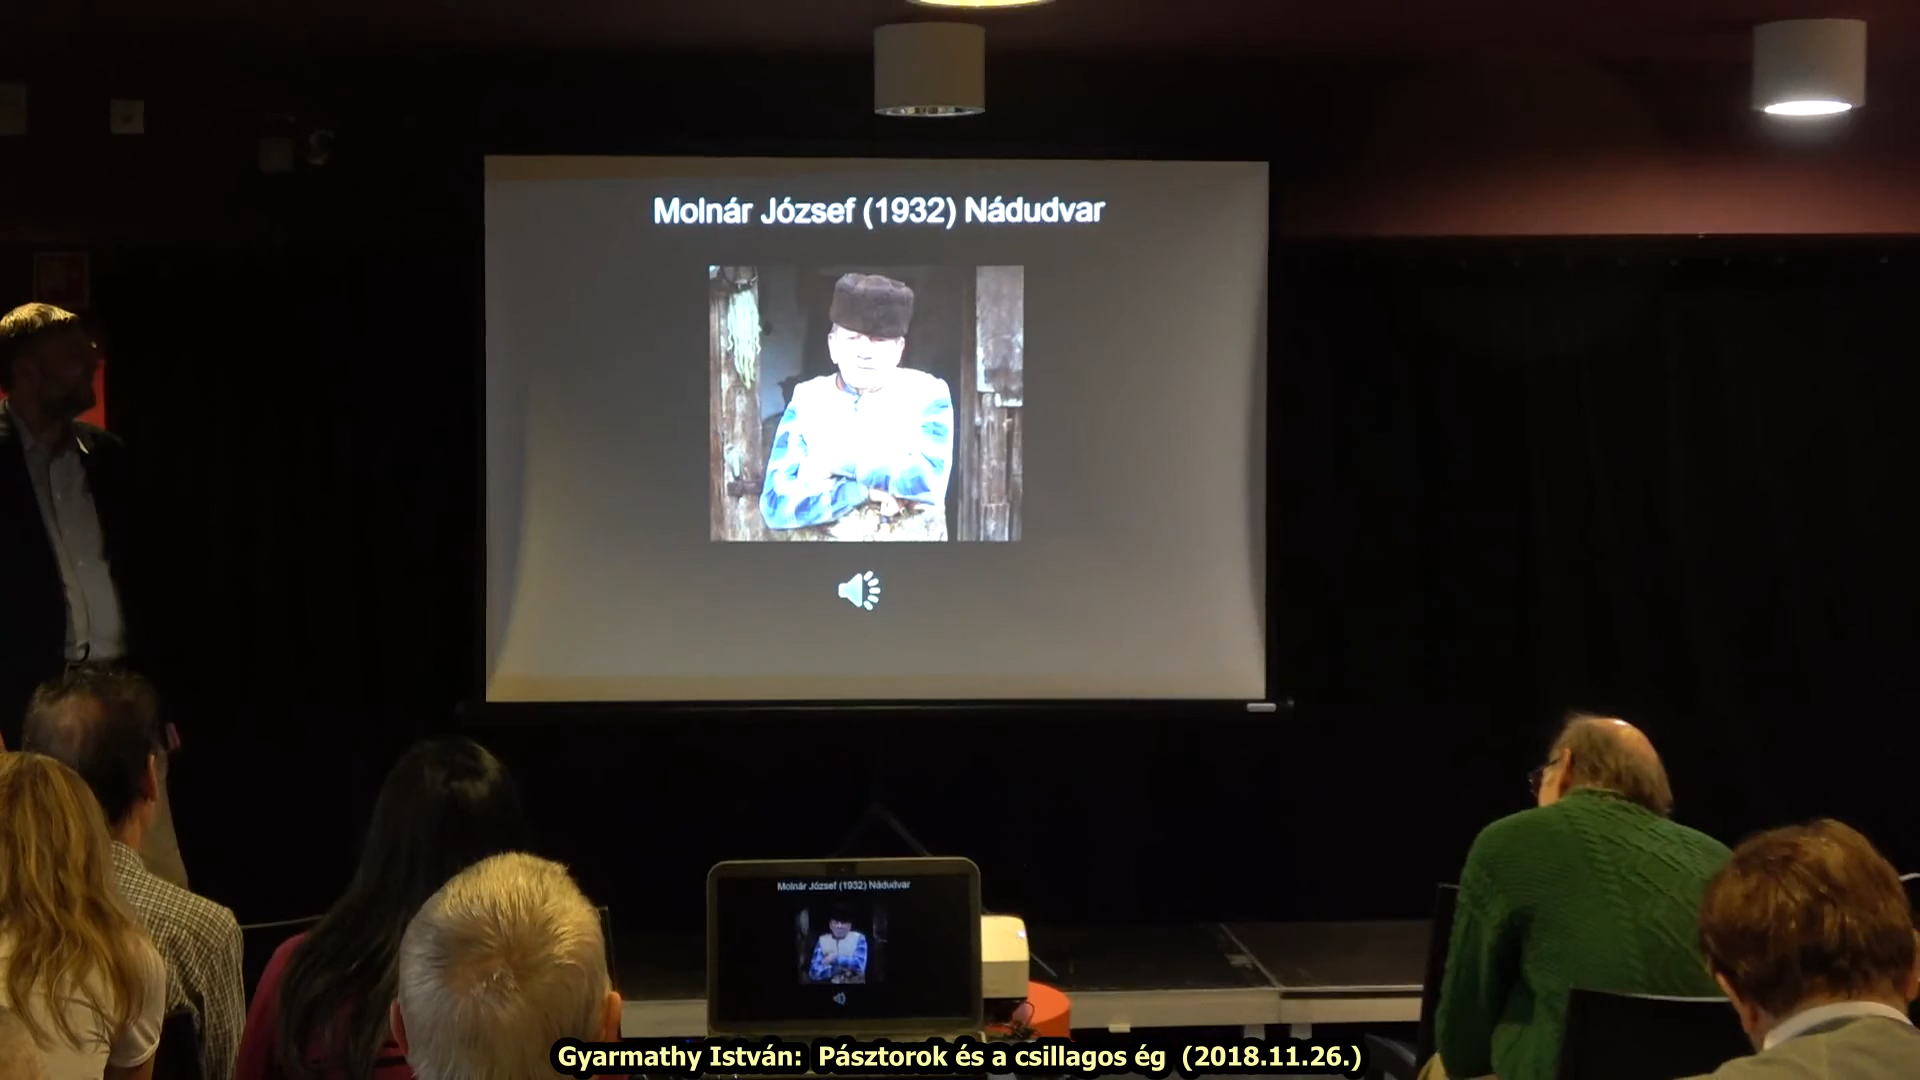 Molnár József (1932) Nádudvar
Molnár József (1932) Nádudvar
Gyarmathy István: Pásztorok és a csillagos ég (2018.11.26.)